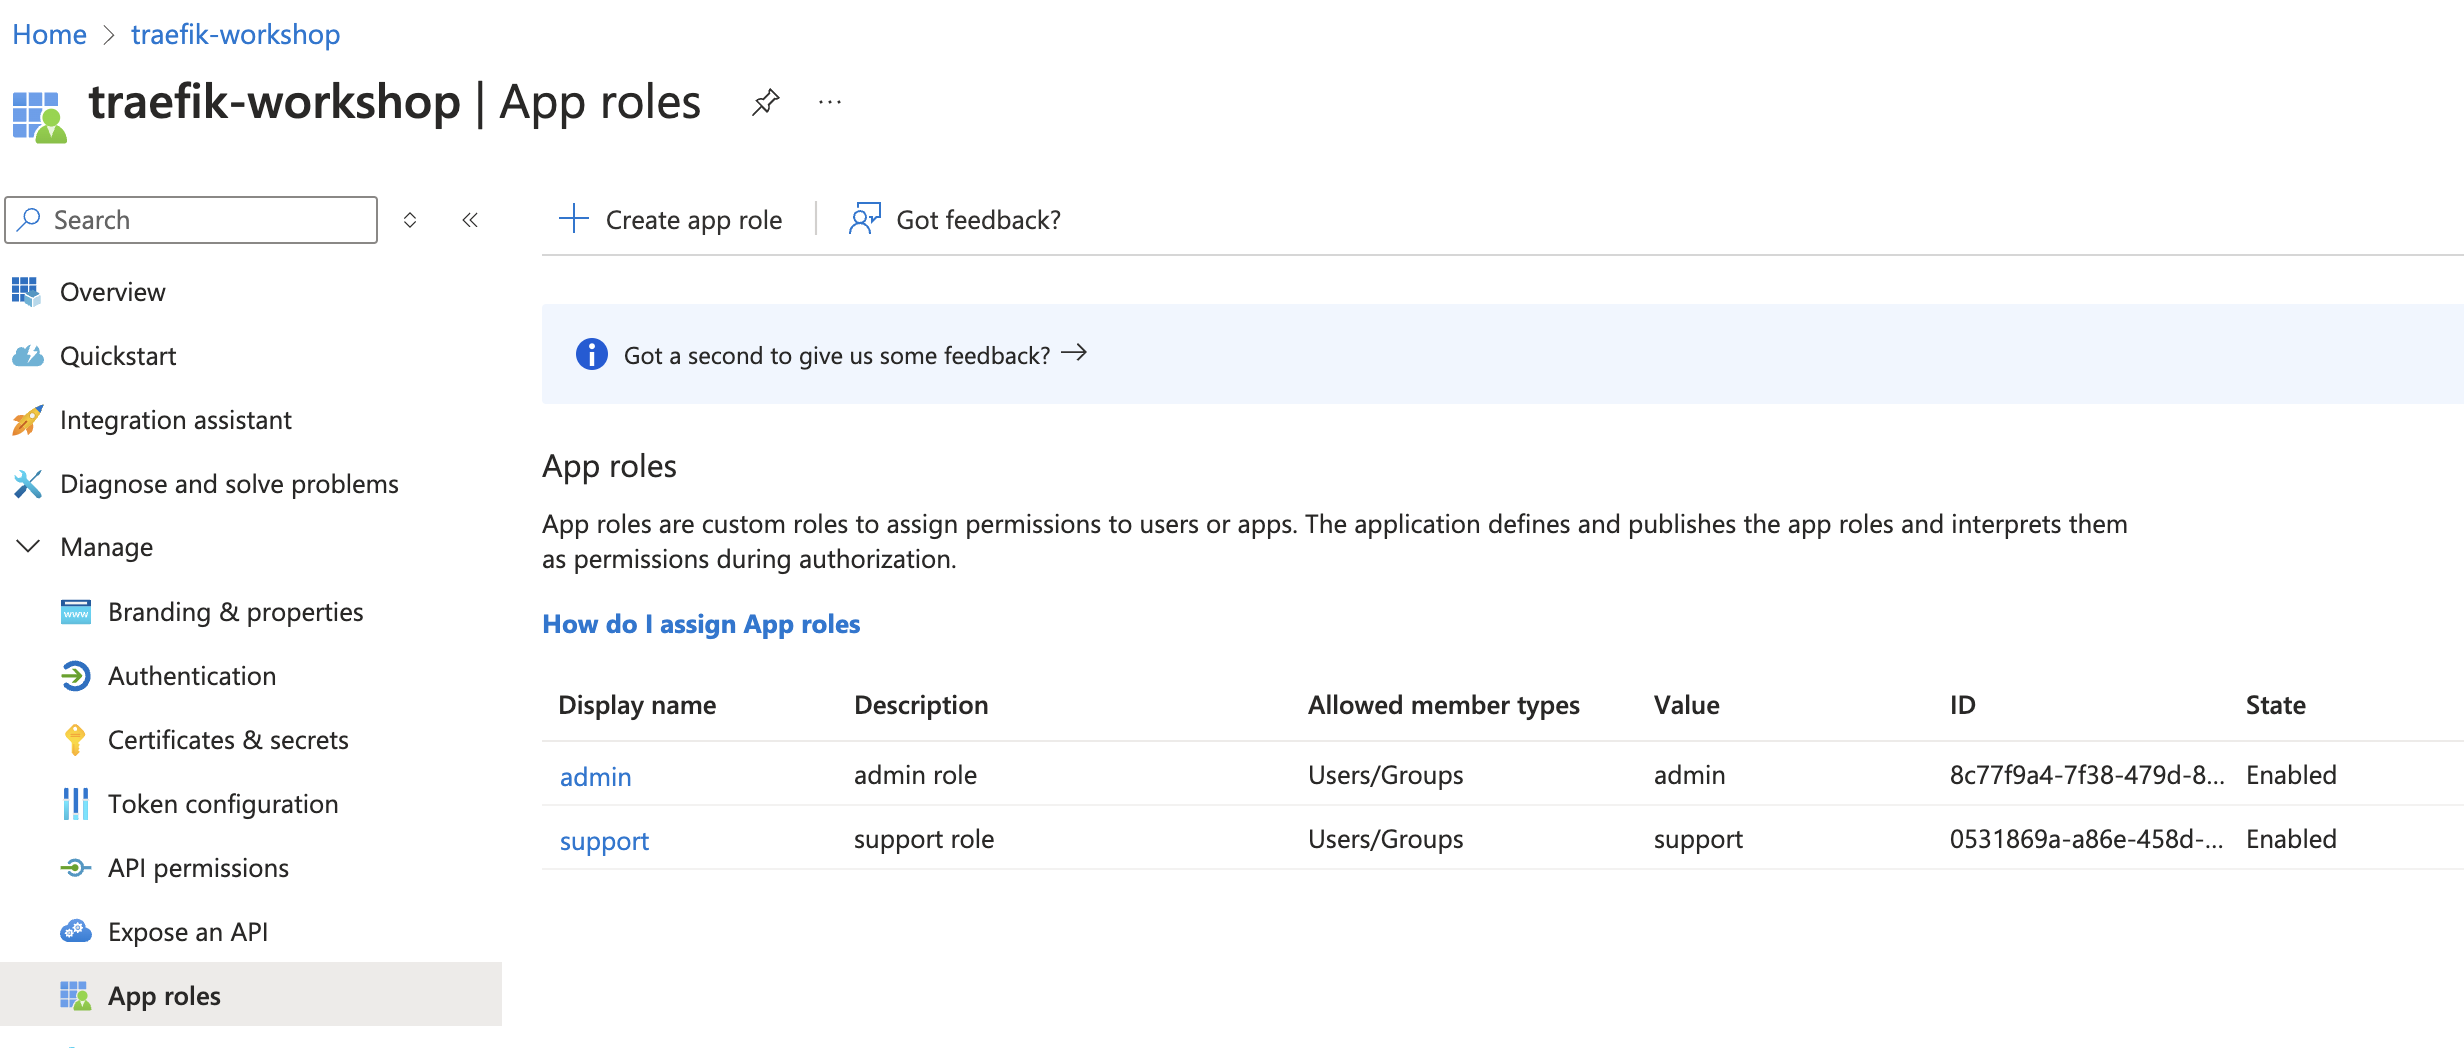 Home > traefik-workshop
traefik-workshop | App roles ...
Search
Overview
Quickstart
Integration assistant
Diagnose and solve problems
Manage
Branding & properties
Authentication
Certificates & secrets
Token configuration
API permissions
Expose an API
App roles
Create app role | Got feedback?
Got a second to give us some feedback? →
App roles
App roles are custom roles to assign permissions to users or apps. The application defines and publishes the app roles and interprets them
as permissions during authorization.
How do I assign App roles
Display name Description Allowed member types Value ID State
admin admin role Users/Groups admin 8c77f9a4-7f38-479d-8... Enabled
support support role Users/Groups support 0531869a-a86e-458d-... Enabled